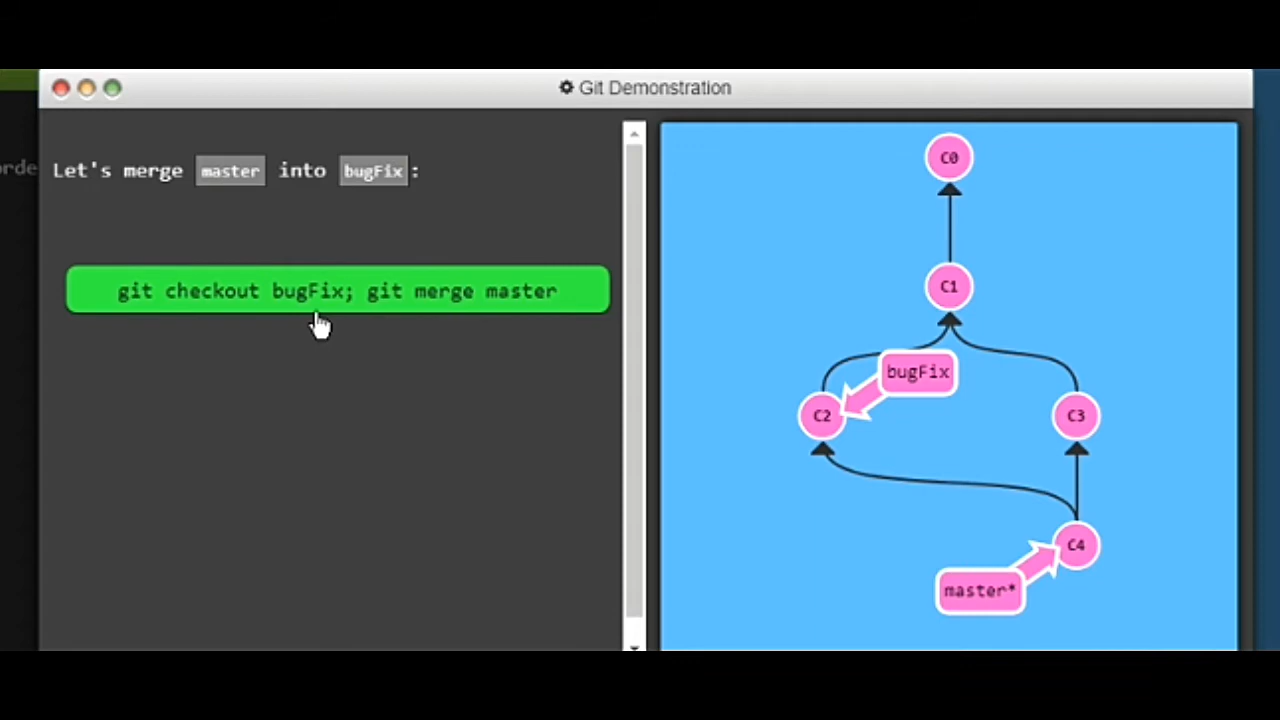 Git Demonstration
orde
Let's merge master into bugFix:
git checkout bugFix; git merge master
C0
C1
bugFix
C2
C3
C4
master*